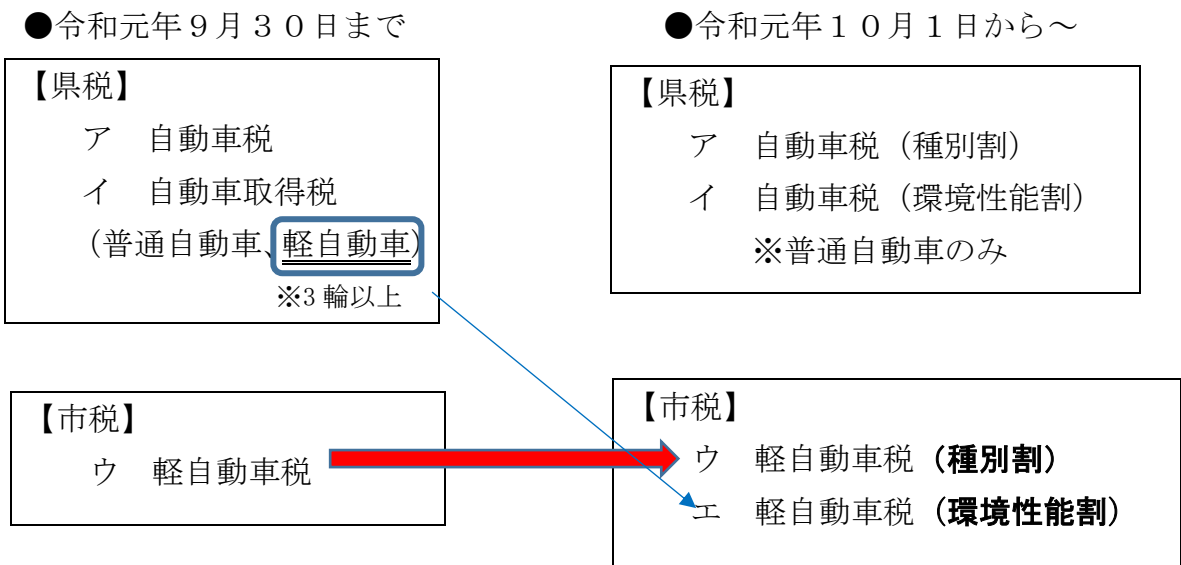 ●令和元年９月３０日まで
【県税】
ア　自動車税
イ　自動車取得税
（普通自動車、軽自動車）
※3 輪以上
【市税】
ウ　軽自動車税
●令和元年１０月１日から～
【県税】
ア　自動車税（種別割）
イ　自動車税（環境性能割）
※普通自動車のみ
【市税】
ウ　軽自動車税（種別割）
エ　軽自動車税（環境性能割）